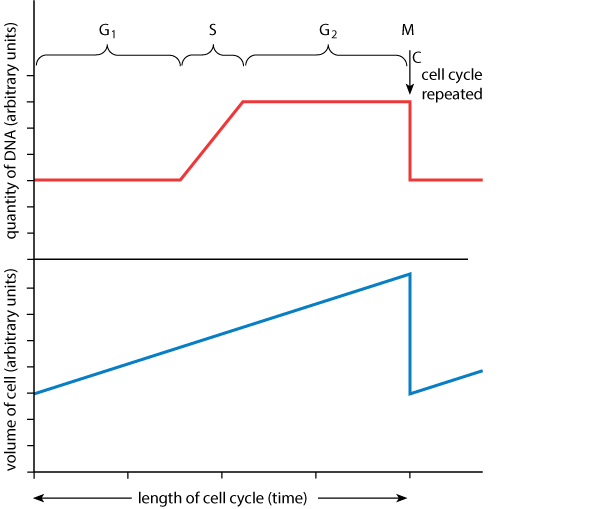 G1 S G2 M
C
cell cycle
repeated
quantity of DNA (arbitrary units)
volume of cell (arbitrary units)
length of cell cycle (time)